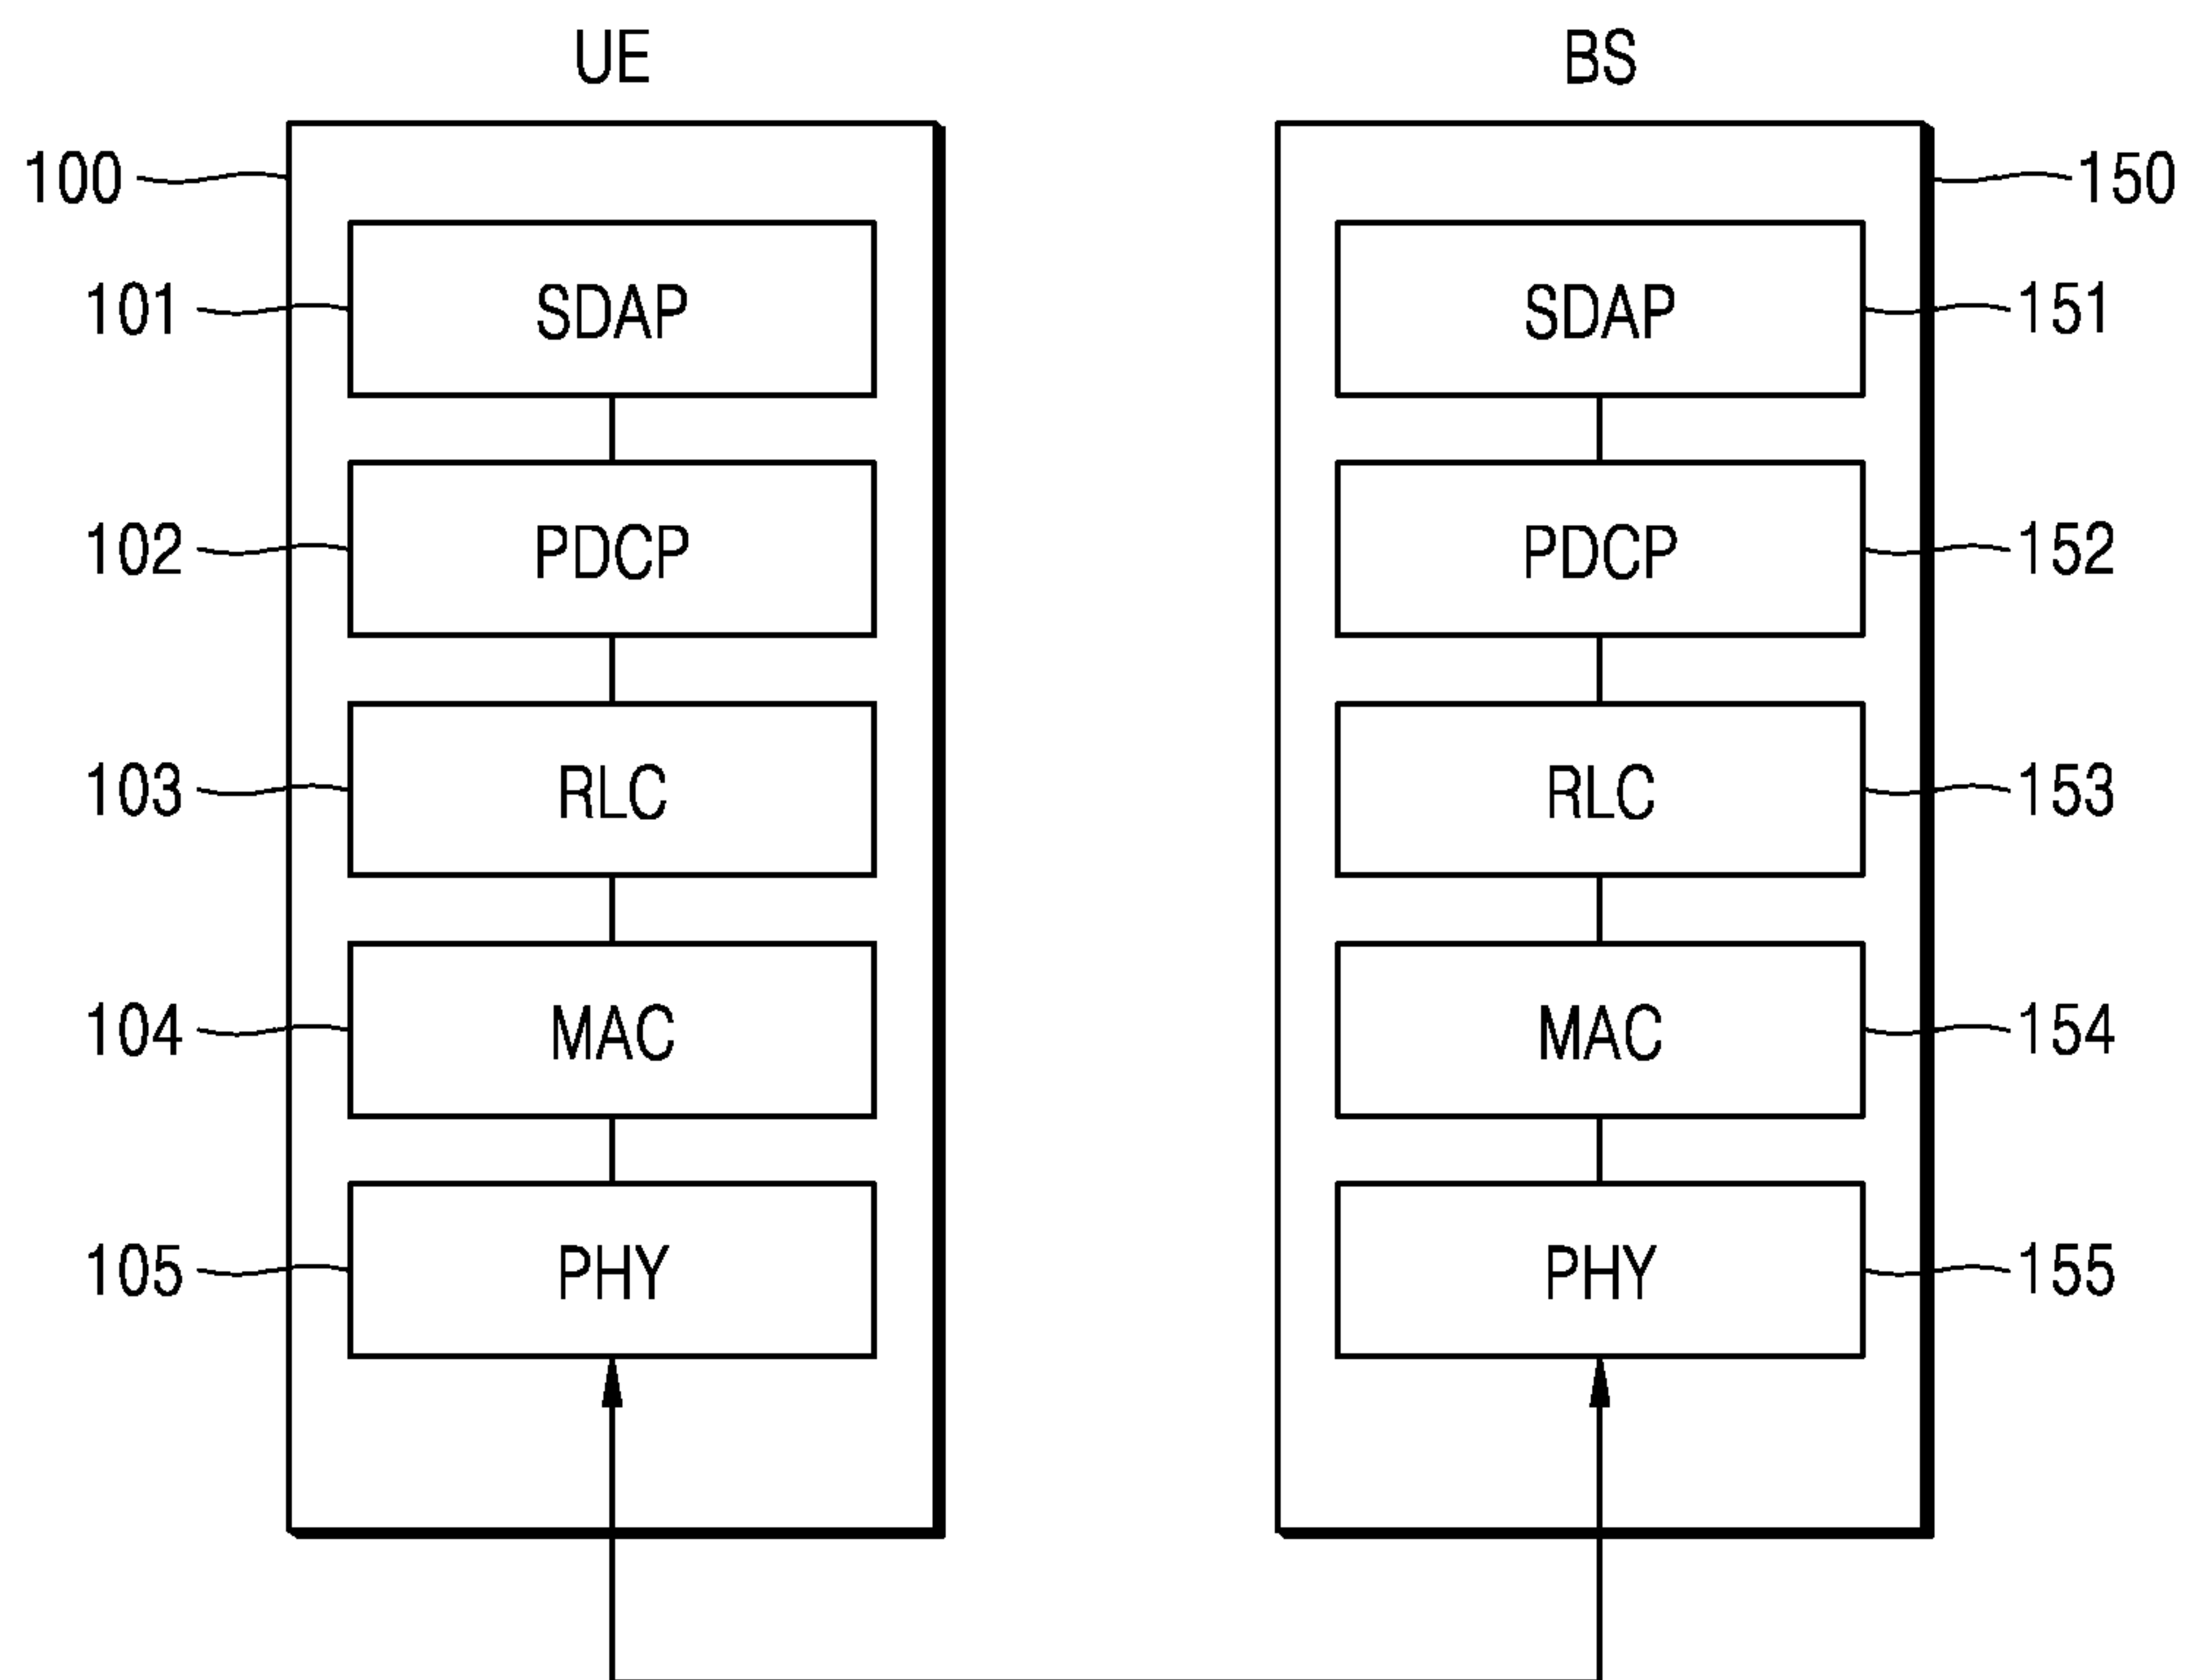 UE BS
100 150
101 SDAP SDAP 151
102 PDCP PDCP 152
103 RLC RLC 153
104 MAC MAC 154
105 PHY PHY 155